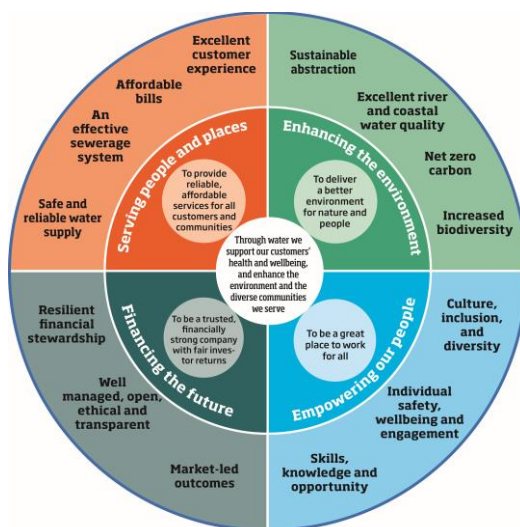 Excellent
customer
experience
Affordable
bills
An
effective
sewerage
system
Safe and
reliable water
supply
Serving people and places
To provide
reliable,
affordable
services for all
customers and
communities
Sustainable
abstraction
Excellent river
and coastal
water quality
Net zero
carbon
Increased
biodiversity
Enhancing the environment
To deliver
a better
environment
for nature and
people
Through water we
support our customers'
health and wellbeing,
and enhance the
environment and the
diverse communities
we serve
Resilient
financial
stewardship
Well
managed, open,
ethical and
transparent
Market-led
outcomes
Financing the future
To be a trusted,
financially
strong company
with fair inves-
tor returns
Culture,
inclusion,
and
diversity
Individual
safety,
wellbeing and
engagement
Skills,
knowledge and
opportunity
Empowering our people
To be a great
place to work
for all